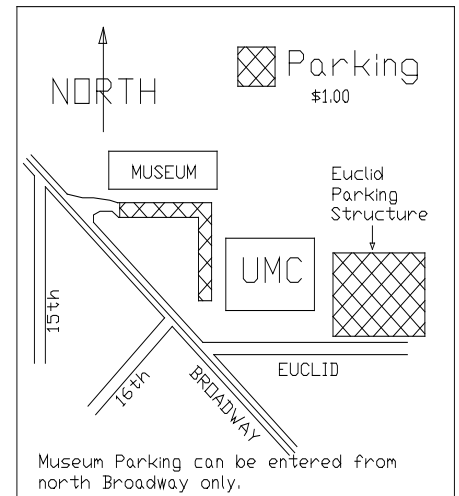 NORTH
Parking
$1.00
MUSEUM
Euclid
Parking
Structure
UMC
15th
16th
BROADWAY
EUCLID
Museum Parking can be entered from
north Broadway only.